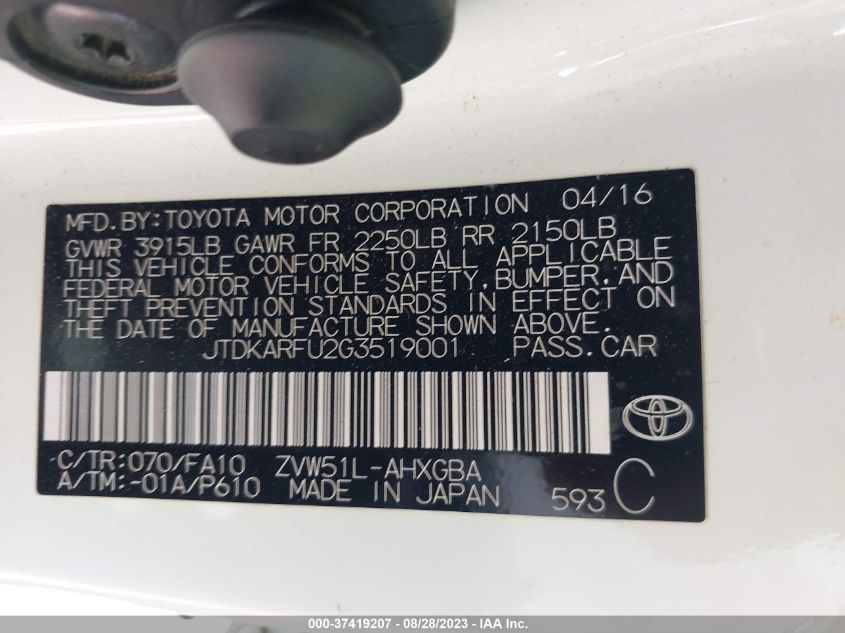 MFD. BY: TOYOTA MOTOR CORPORATION 04/16
GVWR 3915LB GAWR FR 2250LB RR 2150LB
THIS VEHICLE CONFORMS TO ALL APPLICABLE
FEDERAL MOTOR VEHICLE SAFETY, BUMPER, AND
THEFT PREVENTION STANDARDS IN EFFECT ON
THE DATE OF MANUFACTURE SHOWN ABOVE.
JTDKARFU2G3519001 PASS. CAR
C/TR: 070/FA10 ZVW51L-AHXGBA
A/TM: -01A/P610 MADE IN JAPAN 593 C
000-37419207 / 08/28/2023 - IAA Inc.